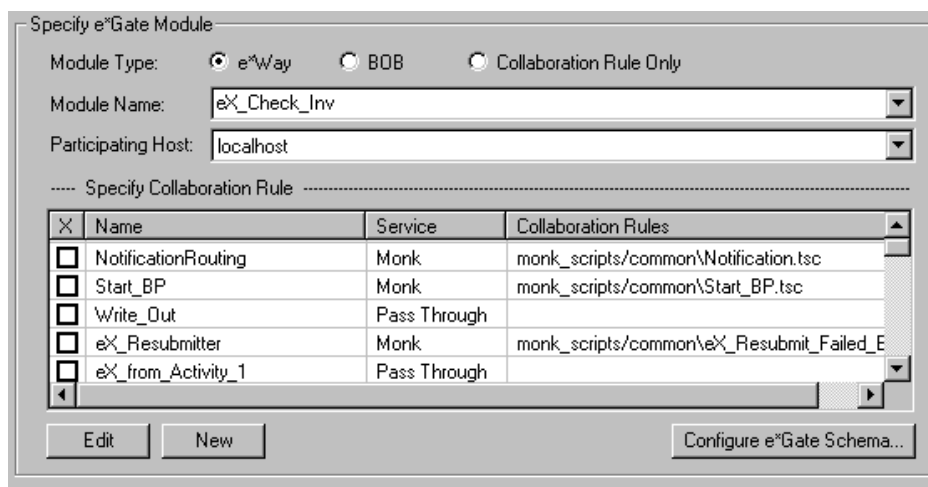 Specify e*Gate Module
Module Type: e*Way BOB Collaboration Rule Only
Module Name: eX_Check_Inv
Participating Host: localhost
----- Specify Collaboration Rule -----
X Name Service Collaboration Rules
NotificationRouting Monk monk_scripts/common\Notification.tsc
Start_BP Monk monk_scripts/common\Start_BP.tsc
Write_Out Pass Through
eX_Resubmitter Monk monk_scripts/common\eX_Resubmit_Failed_E
eX_from_Activity_1 Pass Through
Edit New Configure e*Gate Schema...